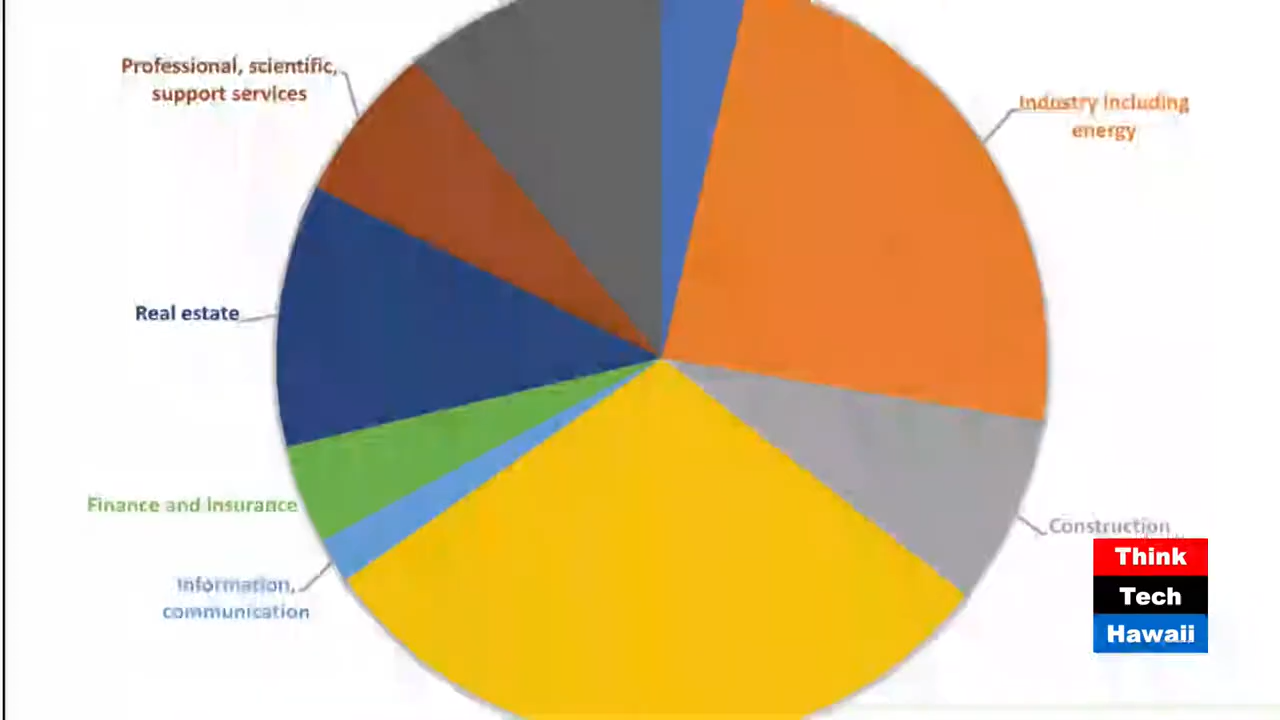 Professional, scientific,
support services
Industry including
energy
Real estate
Finance and Insurance
Construction
Information,
communication
Think
Tech
Hawaii